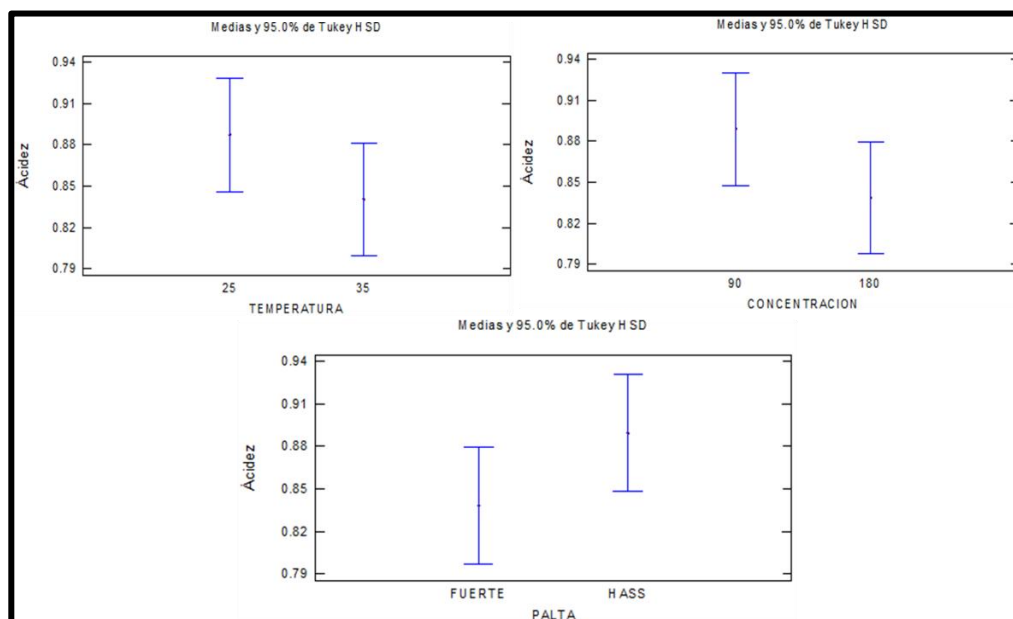 Medias y 95.0% de Tukey HSD
0.94
0.91
0.88
0.85
0.82
0.79
Àcidez
25 35
TEMPERATURA
Medias y 95.0% de Tukey HSD
0.94
0.91
0.88
0.85
0.82
0.79
Àcidez
90 180
CONCENTRACION
Medias y 95.0% de Tukey HSD
0.94
0.91
0.88
0.85
0.82
0.79
Àcidez
FUERTE HASS
PALTA